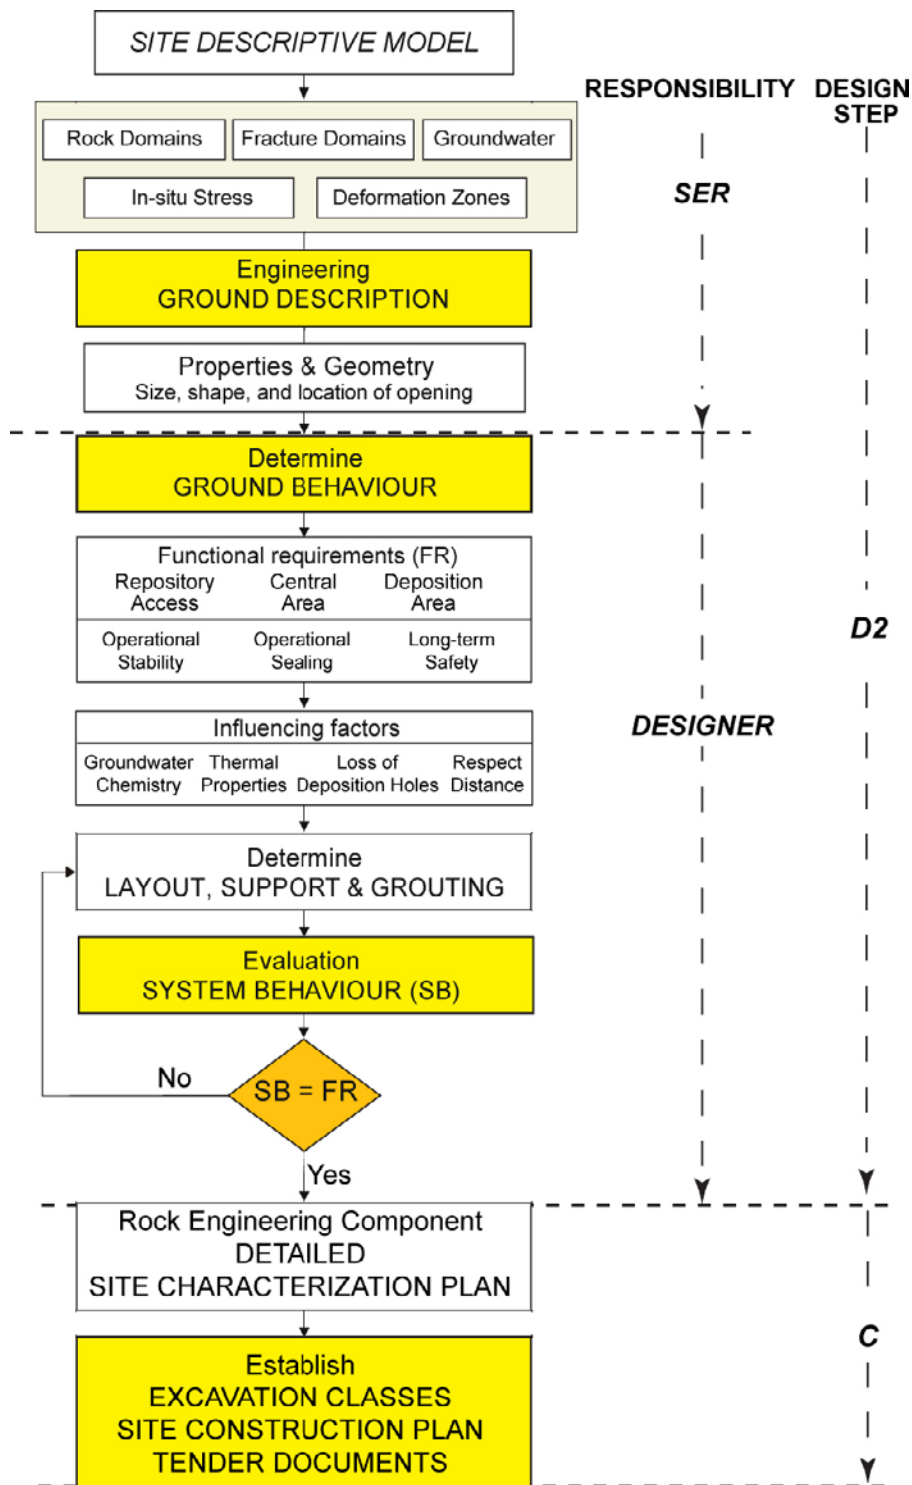 SITE DESCRIPTIVE MODEL
RESPONSIBILITY
DESIGN
STEP
Rock Domains
Fracture Domains
Groundwater
In-situ Stress
Deformation Zones
SER
Engineering
GROUND DESCRIPTION
Properties & Geometry
Size, shape, and location of opening
Determine
GROUND BEHAVIOUR
Functional requirements (FR)
Repository
Access
Central
Area
Deposition
Area
Operational
Stability
Operational
Sealing
Long-term
Safety
D2
Influencing factors
DESIGNER
Groundwater
Chemistry
Thermal
Properties
Loss of
Deposition Holes
Respect
Distance
Determine
LAYOUT, SUPPORT & GROUTING
Evaluation
SYSTEM BEHAVIOUR (SB)
No
SB = FR
Yes
Rock Engineering Component
DETAILED
SITE CHARACTERIZATION PLAN
C
Establish
EXCAVATION CLASSES
SITE CONSTRUCTION PLAN
TENDER DOCUMENTS